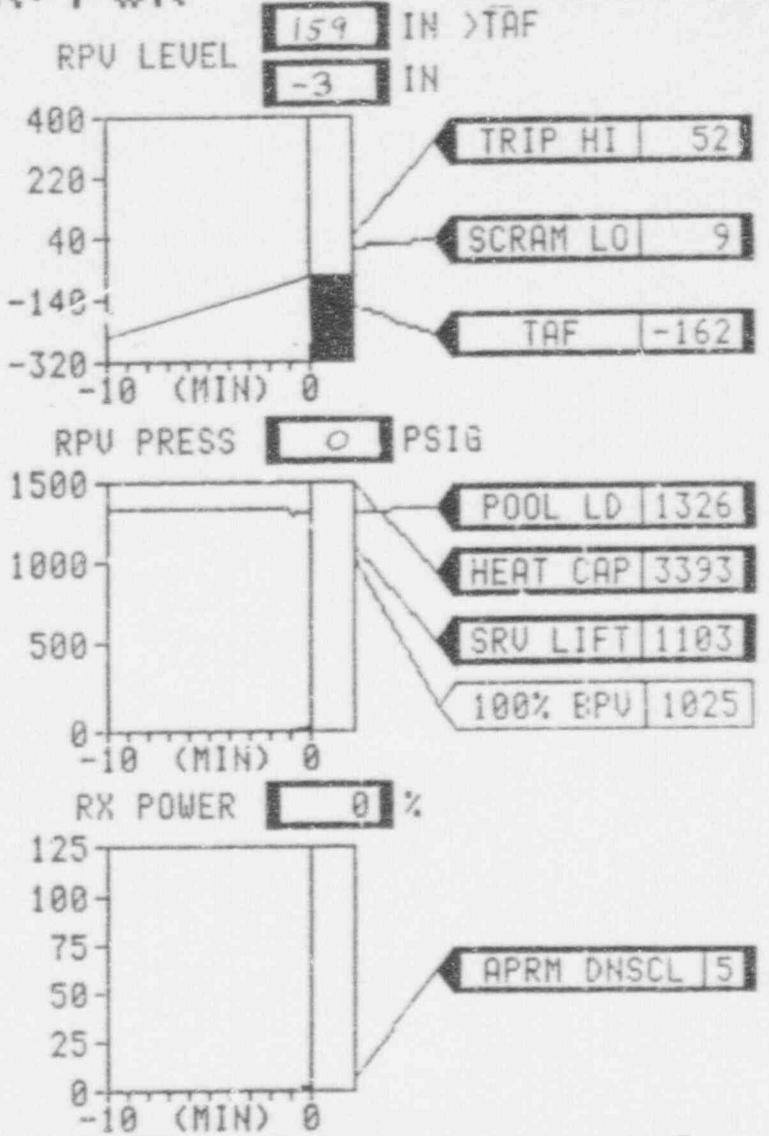 159 IN >TAF
RPV LEVEL
-3 IN
400
220
40
-140
-320
-10 (MIN) 0
TRIP HI 52
SCRAM LO 9
TAF -162
RPV PRESS 0 PSIG
1500
1000
500
0
-10 (MIN) 0
POOL LD 1326
HEAT CAP 3393
SRV LIFT 1103
100% BPV 1025
RX POWER 0 %
125
100
75
50
25
0
-10 (MIN) 0
APRM DNSCL 5